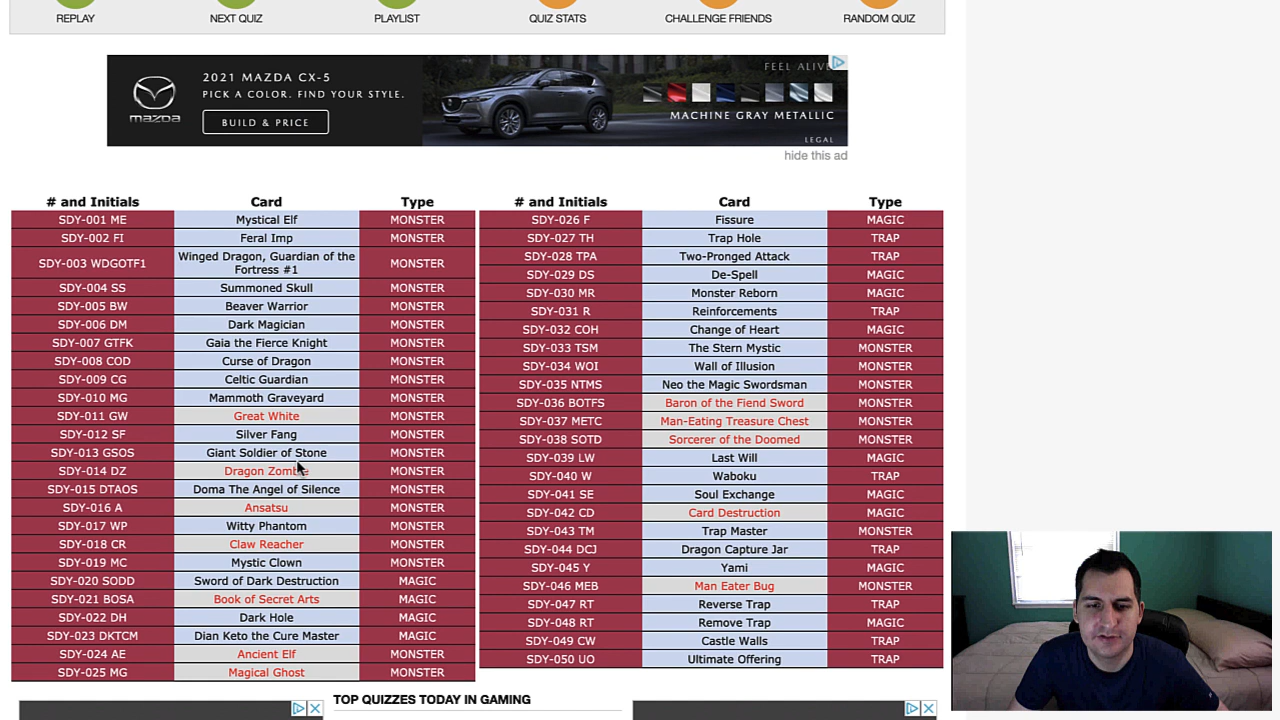 REPLAY
NEXT QUIZ
PLAYLIST
QUIZ STATS
CHALLENGE FRIENDS
RANDOM QUIZ
mazda
2021 MAZDA CX-5
PICK A COLOR. FIND YOUR STYLE.
BUILD & PRICE
FEEL ALIVE
MACHINE GRAY METALLIC
LEGAL
hide this ad
# and Initials Card Type
SDY-001 ME Mystical Elf MONSTER
SDY-002 FI Feral Imp MONSTER
SDY-003 WDGOTF1 Winged Dragon, Guardian of the
Fortress #1 MONSTER
SDY-004 SS Summoned Skull MONSTER
SDY-005 BW Beaver Warrior MONSTER
SDY-006 DM Dark Magician MONSTER
SDY-007 GTFK Gaia the Fierce Knight MONSTER
SDY-008 COD Curse of Dragon MONSTER
SDY-009 CG Celtic Guardian MONSTER
SDY-010 MG Mammoth Graveyard MONSTER
SDY-011 GW Great White MONSTER
SDY-012 SF Silver Fang MONSTER
SDY-013 GSOS Giant Soldier of Stone MONSTER
SDY-014 DZ Dragon Zombie MONSTER
SDY-015 DTAOS Doma The Angel of Silence MONSTER
SDY-016 A Ansatsu MONSTER
SDY-017 WP Witty Phantom MONSTER
SDY-018 CR Claw Reacher MONSTER
SDY-019 MC Mystic Clown MONSTER
SDY-020 SODD Sword of Dark Destruction MAGIC
SDY-021 BOSA Book of Secret Arts MAGIC
SDY-022 DH Dark Hole MAGIC
SDY-023 DKTCM Dian Keto the Cure Master MAGIC
SDY-024 AE Ancient Elf MONSTER
SDY-025 MG Magical Ghost MONSTER
# and Initials Card Type
SDY-026 F Fissure MAGIC
SDY-027 TH Trap Hole TRAP
SDY-028 TPA Two-Pronged Attack TRAP
SDY-029 DS De-Spell MAGIC
SDY-030 MR Monster Reborn MAGIC
SDY-031 R Reinforcements TRAP
SDY-032 COH Change of Heart MAGIC
SDY-033 TSM The Stern Mystic MONSTER
SDY-034 WOI Wall of Illusion MONSTER
SDY-035 NTMS Neo the Magic Swordsman MONSTER
SDY-036 BOTFS Baron of the Fiend Sword MONSTER
SDY-037 METC Man-Eating Treasure Chest MONSTER
SDY-038 SOTD Sorcerer of the Doomed MONSTER
SDY-039 LW Last Will MAGIC
SDY-040 W Waboku TRAP
SDY-041 SE Soul Exchange MAGIC
SDY-042 CD Card Destruction MAGIC
SDY-043 TM Trap Master MONSTER
SDY-044 DCJ Dragon Capture Jar TRAP
SDY-045 Y Yami MAGIC
SDY-046 MEB Man Eater Bug MONSTER
SDY-047 RT Reverse Trap TRAP
SDY-048 RT Remove Trap MAGIC
SDY-049 CW Castle Walls TRAP
SDY-050 UO Ultimate Offering TRAP
TOP QUIZZES TODAY IN GAMING